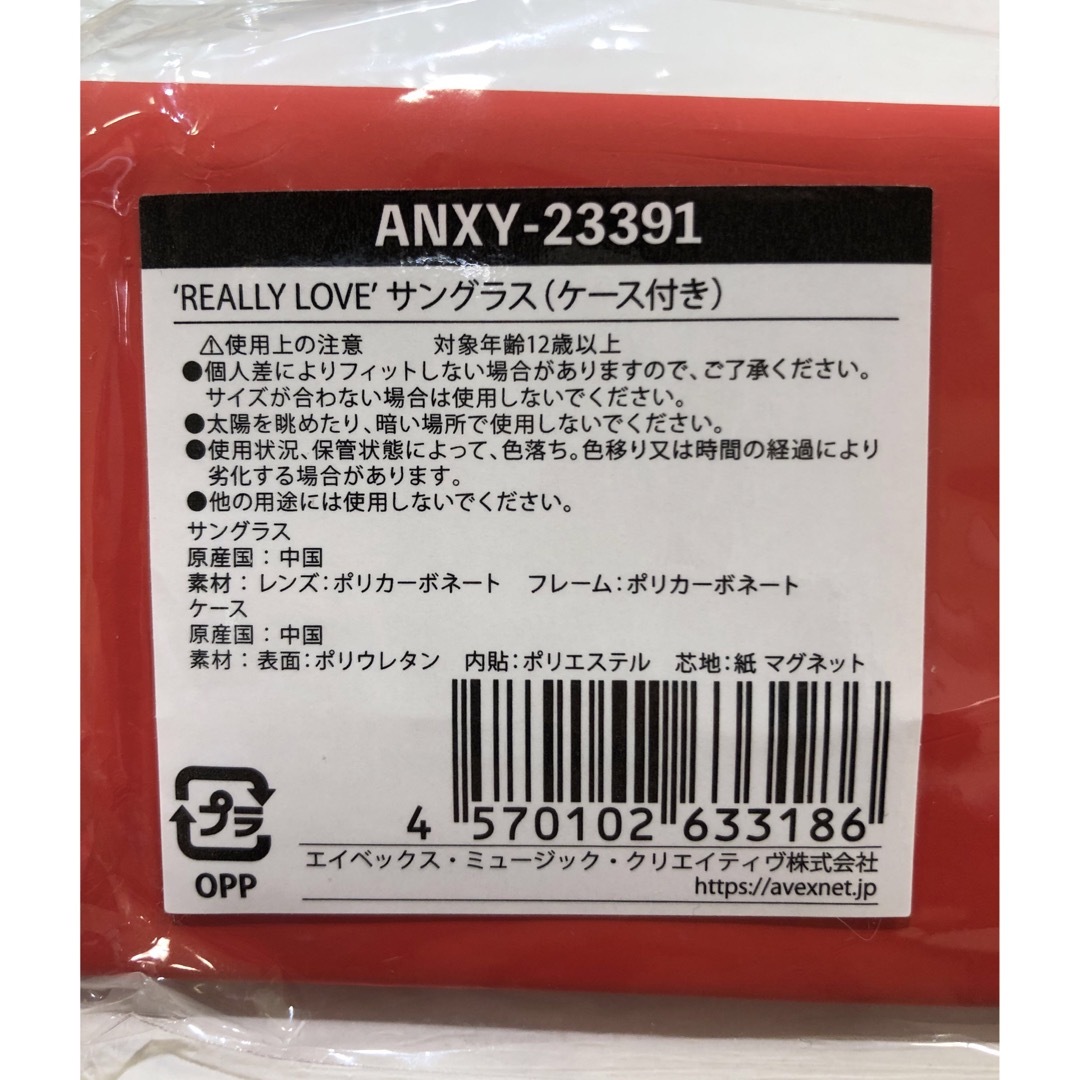 ANXY-23391
‘REALLY LOVE’ サングラス（ケース付き）
⚠使用上の注意 対象年齢12歳以上
●個人差によりフィットしない場合がありますので、ご了承ください。
サイズが合わない場合は使用しないでください。
●太陽を眺めたり、暗い場所で使用しないでください。
●使用状況、保管状態によって、色落ち。色移り又は時間の経過により
劣化する場合があります。
●他の用途には使用しないでください。
サングラス
原産国：中国
素材：レンズ：ポリカーボネート フレーム：ポリカーボネート
ケース
原産国：中国
素材：表面：ポリウレタン 内貼：ポリエステル 芯地：紙 マグネット
4 570102 633186
プラ
OPP
エイベックス・ミュージック・クリエイティヴ株式会社
https://avexnet.jp